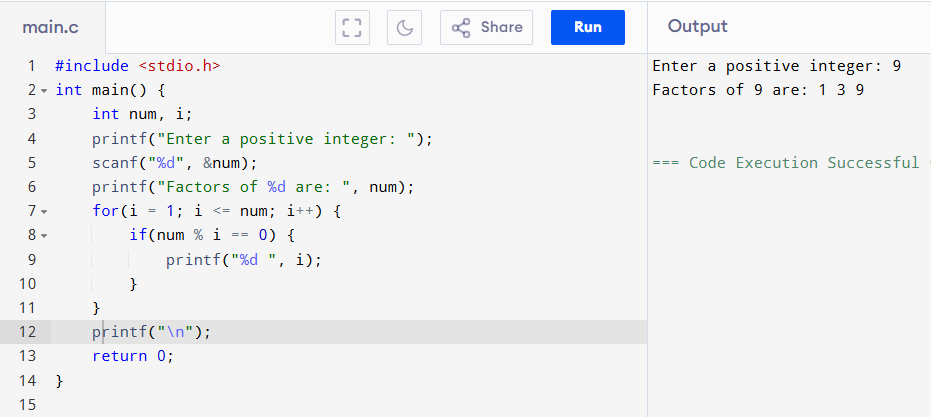 main.c Share Run Output
1 #include <stdio.h>
2 int main() {
3 int num, i;
4 printf("Enter a positive integer: ");
5 scanf("%d", &num);
6 printf("Factors of %d are: ", num);
7 for(i = 1; i <= num; i++) {
8 if(num % i == 0) {
9 printf("%d ", i);
10 }
11 }
12 printf("\n");
13 return 0;
14 }
15
Enter a positive integer: 9
Factors of 9 are: 1 3 9
=== Code Execution Successful